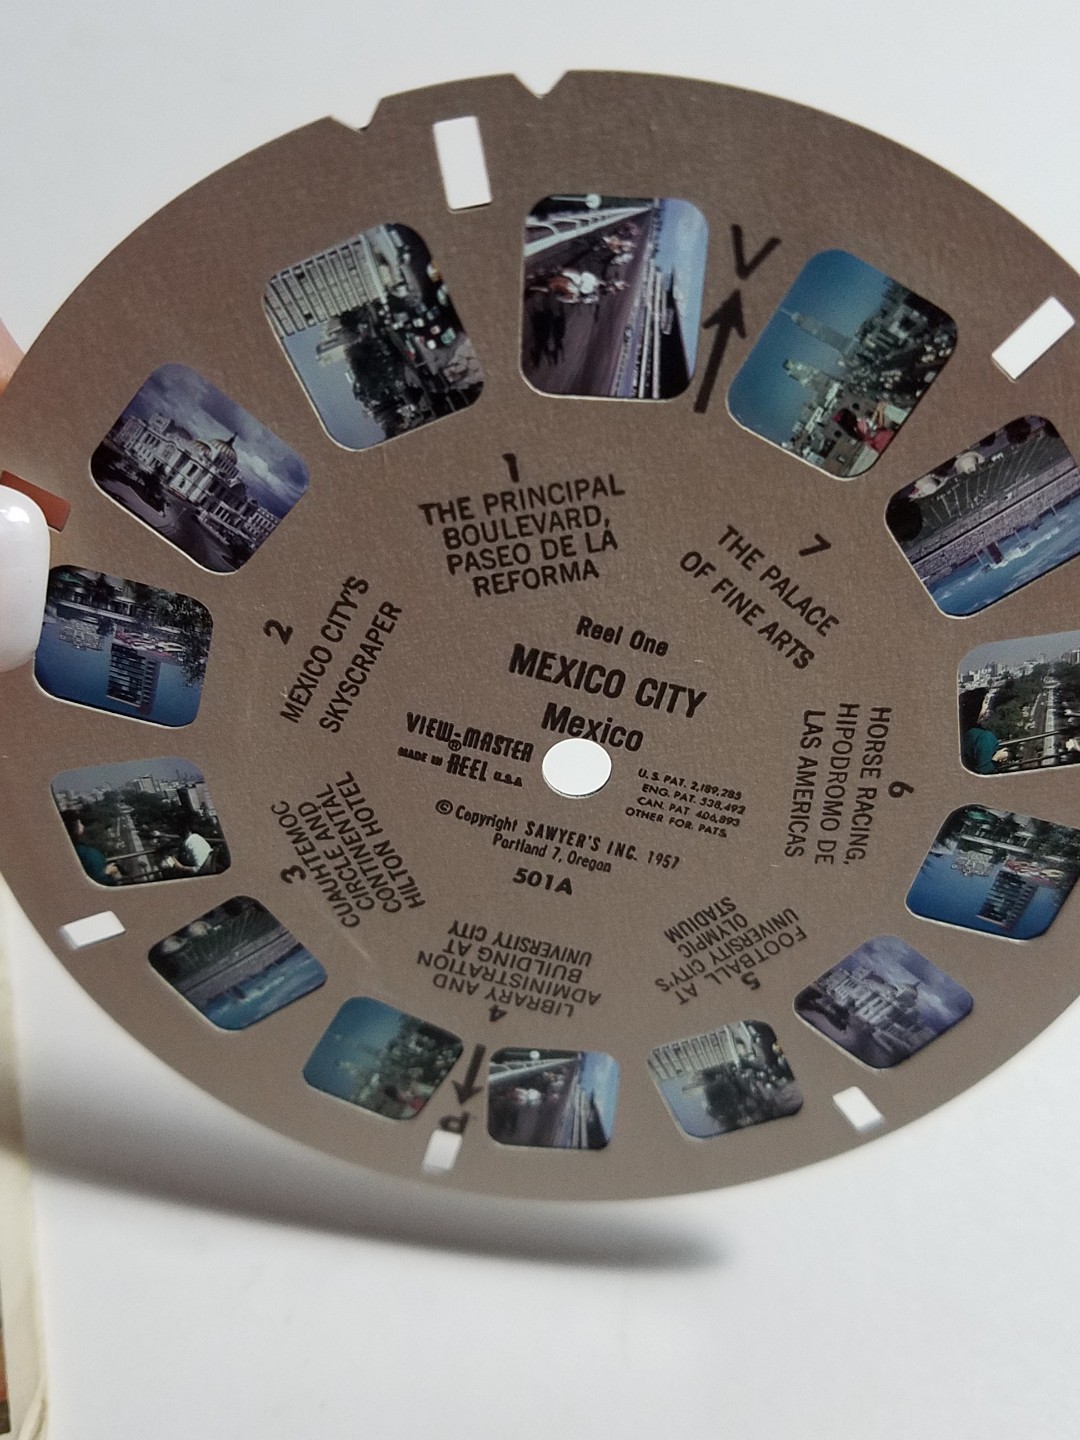 V
1
THE PRINCIPAL
BOULEVARD,
PASEO DE LA
REFORMA
2
MEXICO CITY'S
SKYSCRAPER
3
CUAUHTEMOC
CIRCLE AND
CONTINENTAL
HILTON HOTEL
4
LIBRARY AND
ADMINISTRATION
BUILDING AT
UNIVERSITY CITY
5
FOOTBALL AT
UNIVERSITY CITY'S
OLYMPIC
STADIUM
6
HORSE RACING,
HIPODROMO DE
LAS AMERICAS
7
THE PALACE
OF FINE ARTS
Reel One
MEXICO CITY
Mexico
VIEW-MASTER
®
MADE IN REEL U.S.A.
U.S. PAT. 2,189,285
ENG. PAT. 538,492
CAN. PAT. 406,893
OTHER FOR. PATS.
© Copyright SAWYER'S INC. 1957
Portland 7, Oregon
501A
P